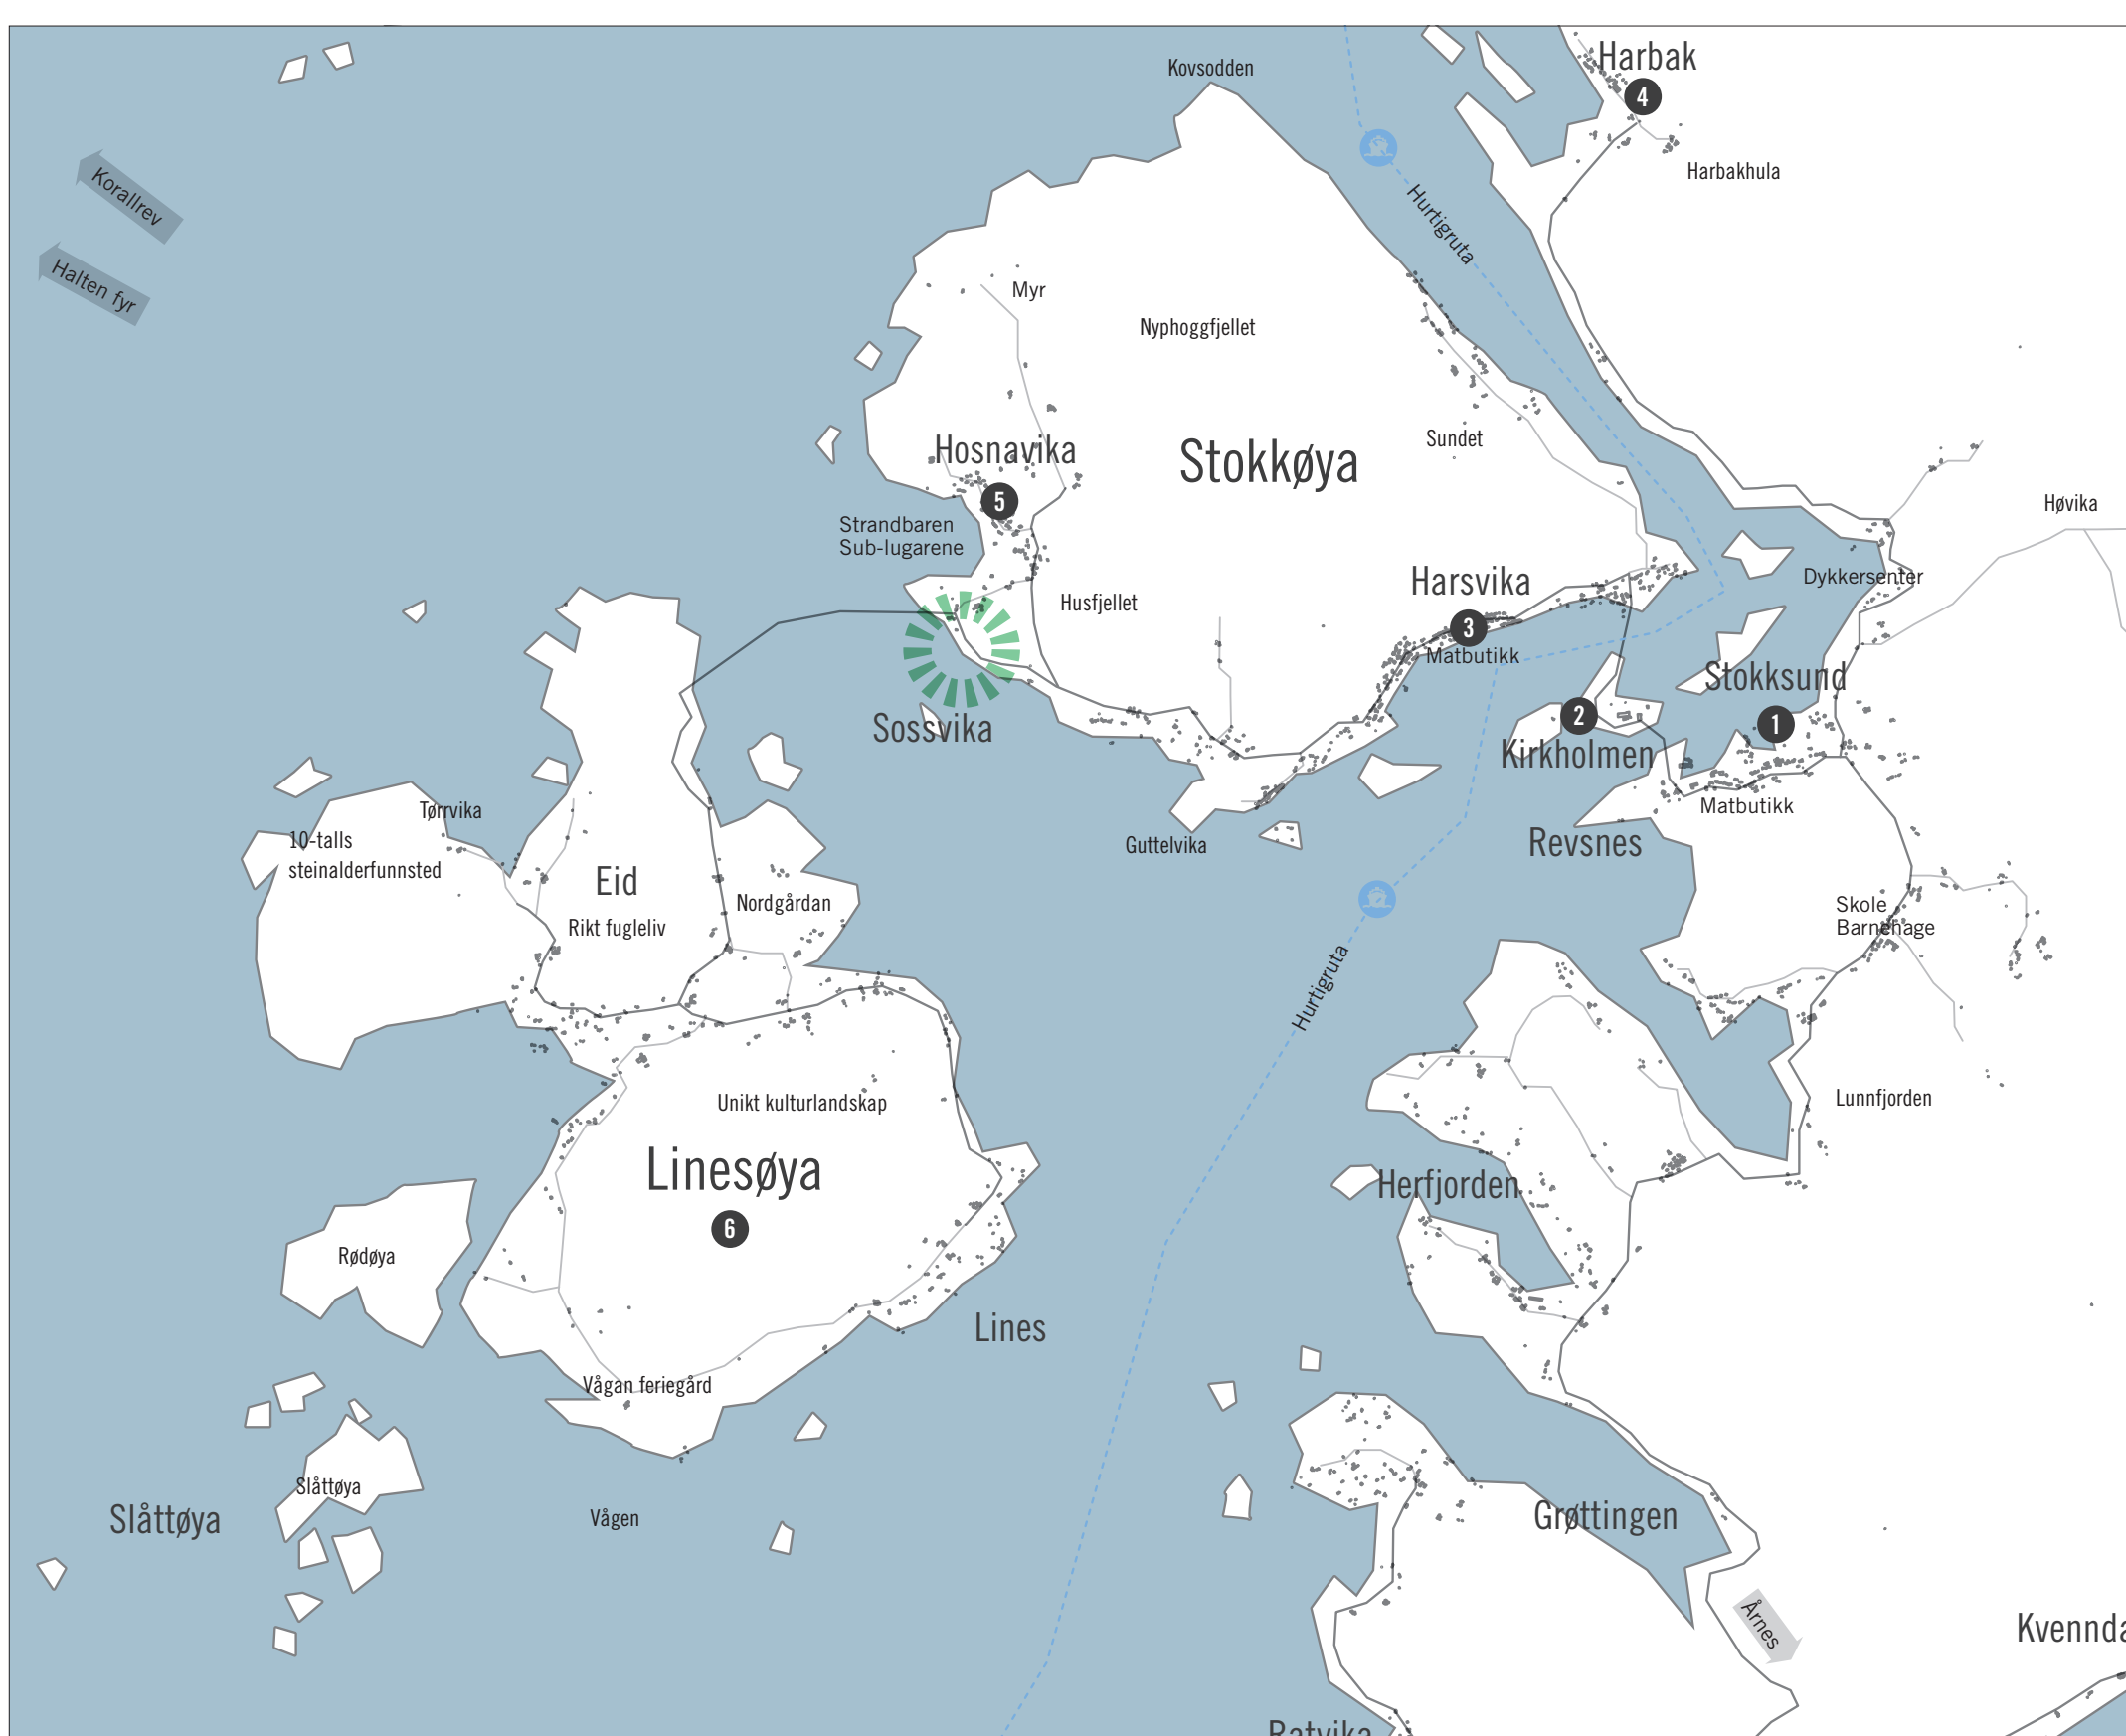 Kovsodden
Harbak
4
Harbakhula
Korallrev
Halten fyr
Hurtigruta
Myr
Nyphoggfjellet
Hosnavika
5
Stokkøya
Sundet
Høvika
Strandbaren
Sub-lugarene
Husfjellet
Harsvika
3
Matbutikk
Dykkersenter
Stokksund
1
2
Kirkholmen
Sossvika
Matbutikk
Revsnes
Guttelvika
Tørrvika
10-talls
steinalderfunnsted
Eid
Rikt fugleliv
Nordgårdan
Skole
Barnehage
Hurtigruta
Unikt kulturlandskap
Lunnfjorden
Linesøya
6
Herfjorden
Rødøya
Lines
Vågan feriegård
Slåttøya
Slåttøya
Vågen
Grøttingen
Årnes
Kvennda
Ratvika